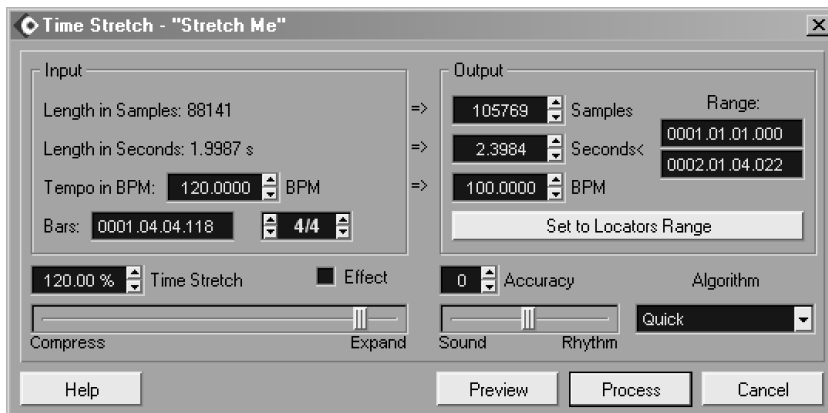 Time Stretch - "Stretch Me"
Input
Length in Samples: 88141
Length in Seconds: 1.9987 s
Tempo in BPM: 120.0000 BPM
Bars: 0001.04.04.118 4/4
=>
=>
=>
Output
105769 Samples
2.3984 Seconds<
100.0000 BPM
Range:
0001.01.01.000
0002.01.04.022
Set to Locators Range
120.00 % Time Stretch Effect
Compress Expand
0 Accuracy
Sound Rhythm
Algorithm
Quick
Help Preview Process Cancel